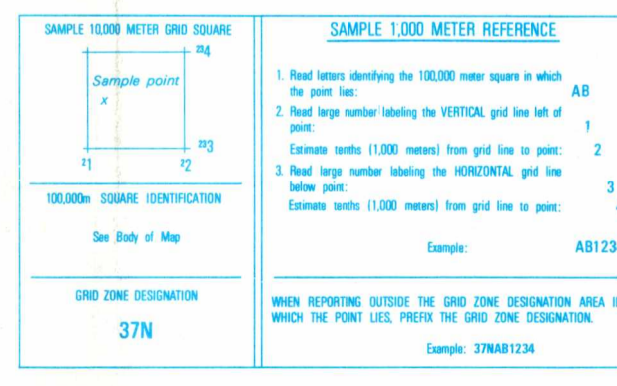 SAMPLE 10,000 METER GRID SQUARE
²³4
Sample point
x
²³3
²1
²2
100,000m SQUARE IDENTIFICATION
See Body of Map
GRID ZONE DESIGNATION
37N
SAMPLE 1,000 METER REFERENCE
1. Read letters identifying the 100,000 meter square in which
the point lies: AB
2. Read large number labeling the VERTICAL grid line left of
point: 1
Estimate tenths (1,000 meters) from grid line to point: 2
3. Read large number labeling the HORIZONTAL grid line
below point: 3
Estimate tenths (1,000 meters) from grid line to point:
Example: AB123
WHEN REPORTING OUTSIDE THE GRID ZONE DESIGNATION AREA
WHICH THE POINT LIES, PREFIX THE GRID ZONE DESIGNATION.
Example: 37NAB1234